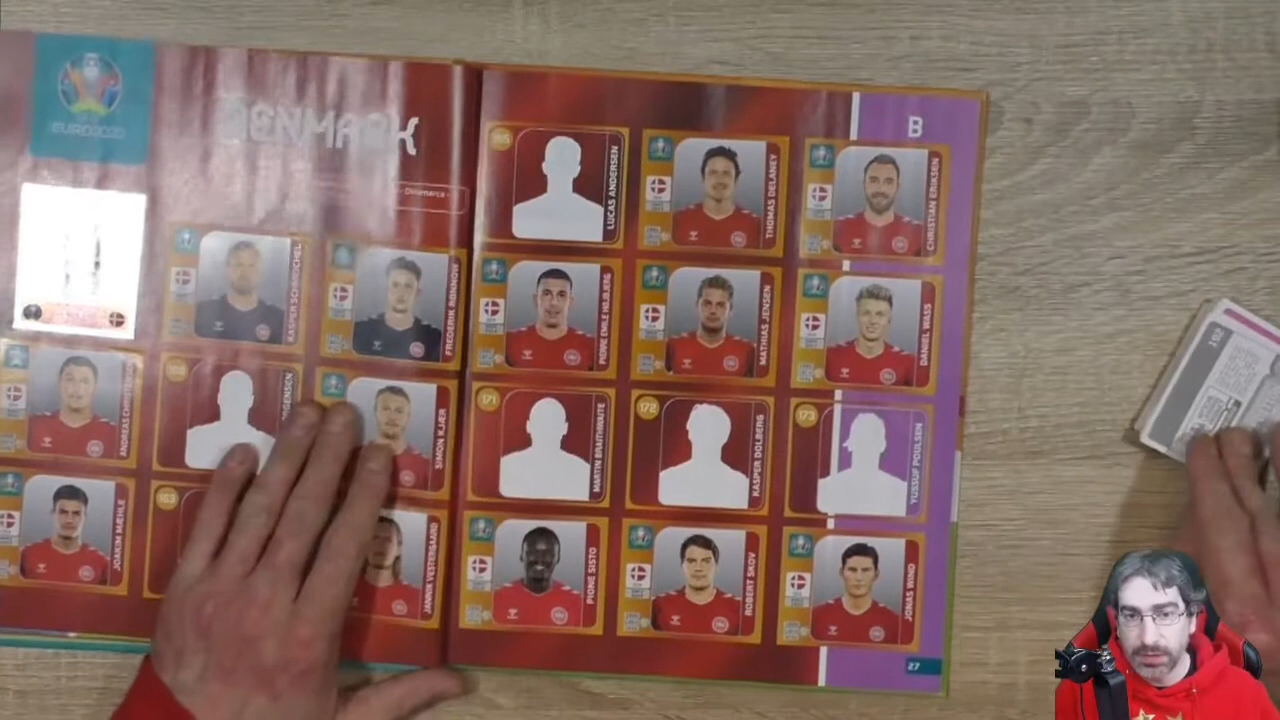 EURO2020
DENMARK
- Dinamarca -
KASPER SCHMEICHEL
FREDERIK RØNNOW
SIMON KJÆR
JOAKIM MÆHLE
163
JANNIK VESTERGAARD
B
165
LUCAS ANDERSEN
THOMAS DELANEY
CHRISTIAN ERIKSEN
PIERRE EMILE HØJBJERG
MATHIAS JENSEN
DANIEL WASS
171
MARTIN BRAITHWAITE
172
KASPER DOLBERG
173
YUSSUF POULSEN
PIONE SISTO
ROBERT SKOV
JONAS WIND
27